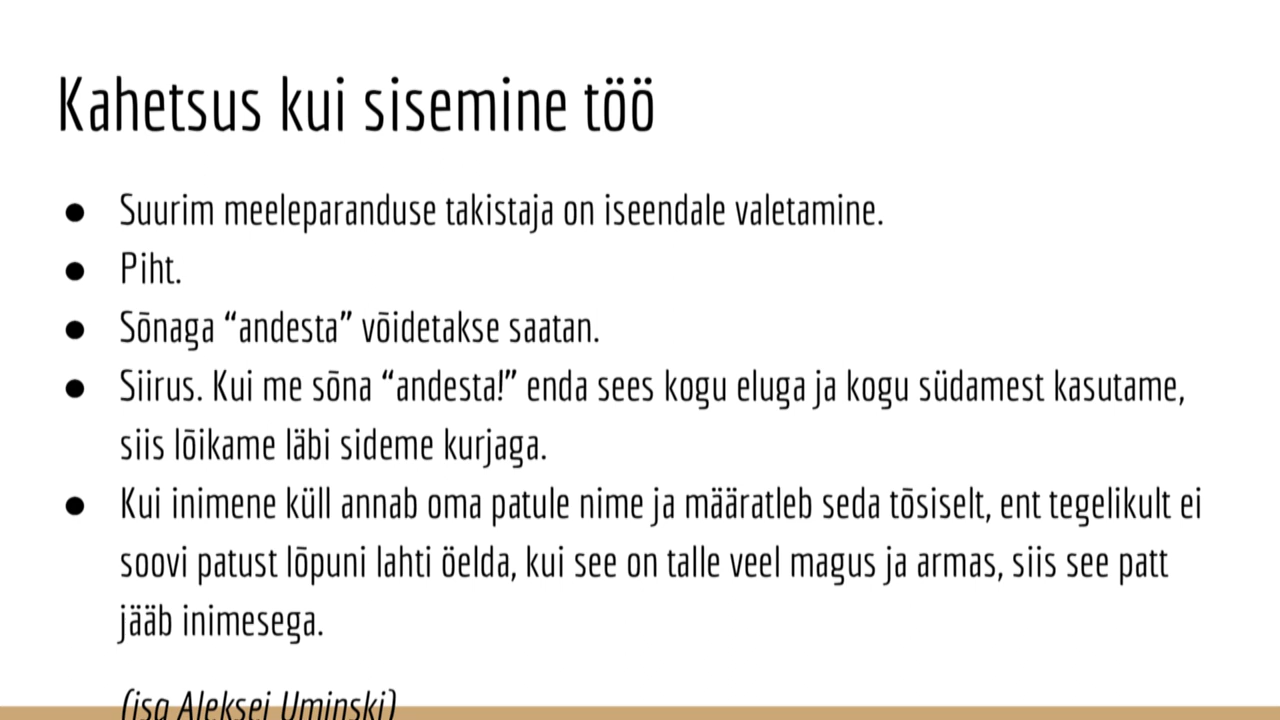 Kahetsus kui sisemine töö
● Suurim meeleparanduse takistaja on iseendale valetamine.
● Piht.
● Sõnaga “andesta” võidetakse saatan.
● Siirus. Kui me sõna “andesta!” enda sees kogu eluga ja kogu südamest kasutame,
siis lõikame läbi sideme kurjaga.
● Kui inimene küll annab oma patule nime ja määratleb seda tõsiselt, ent tegelikult ei
soovi patust lõpuni lahti öelda, kui see on talle veel magus ja armas, siis see patt
jääb inimesega.
(isa Aleksei Uminski)